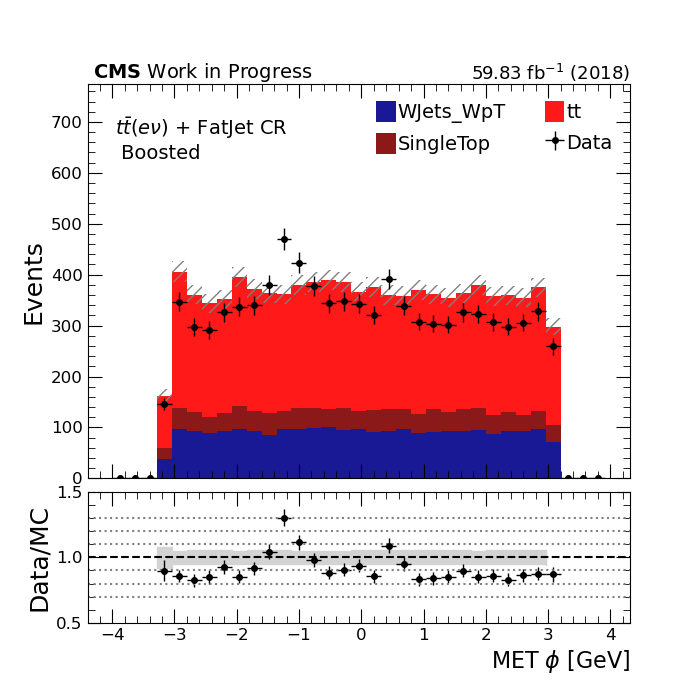 CMS Work in Progress 59.83 fb⁻¹ (2018)
tt̄(eν) + FatJet CR
Boosted
WJets_WpT tt
SingleTop Data
Events
700
600
500
400
300
200
100
0
Data/MC
1.5
1.0
0.5
−4 −3 −2 −1 0 1 2 3 4
MET ϕ [GeV]